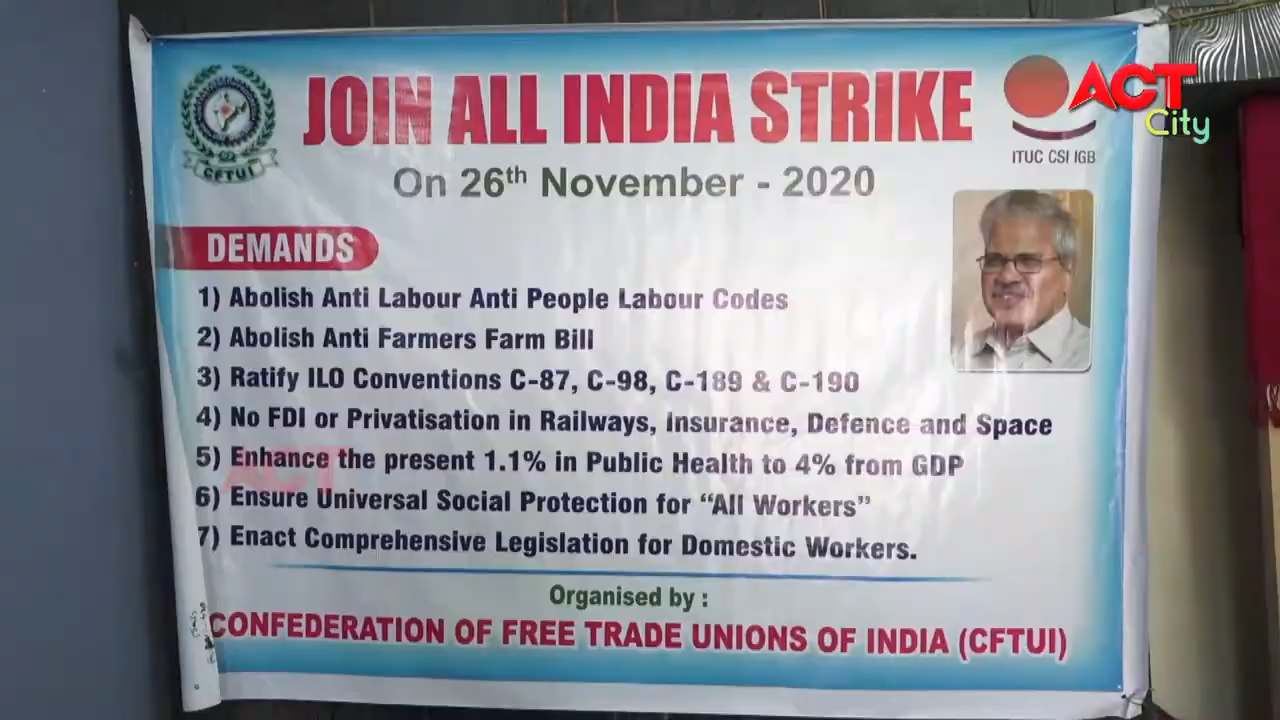 JOIN ALL INDIA STRIKE
On 26th November - 2020
CFTUI
ITUC CSI IGB
ACT
City
DEMANDS
1) Abolish Anti Labour Anti People Labour Codes
2) Abolish Anti Farmers Farm Bill
3) Ratify ILO Conventions C-87, C-98, C-189 & C-190
4) No FDI or Privatisation in Railways, Insurance, Defence and Space
5) Enhance the present 1.1% in Public Health to 4% from GDP
ACT
6) Ensure Universal Social Protection for “All Workers”
7) Enact Comprehensive Legislation for Domestic Workers.
Organised by :
CONFEDERATION OF FREE TRADE UNIONS OF INDIA (CFTUI)